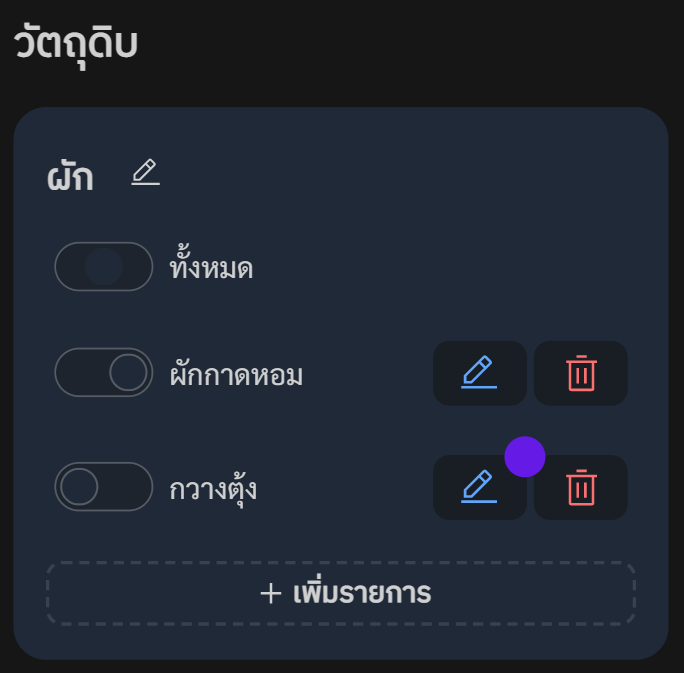 วัตถุดิบ
ผัก
ทั้งหมด
ผักกาดหอม
กวางตุ้ง
+ เพิ่มรายการ